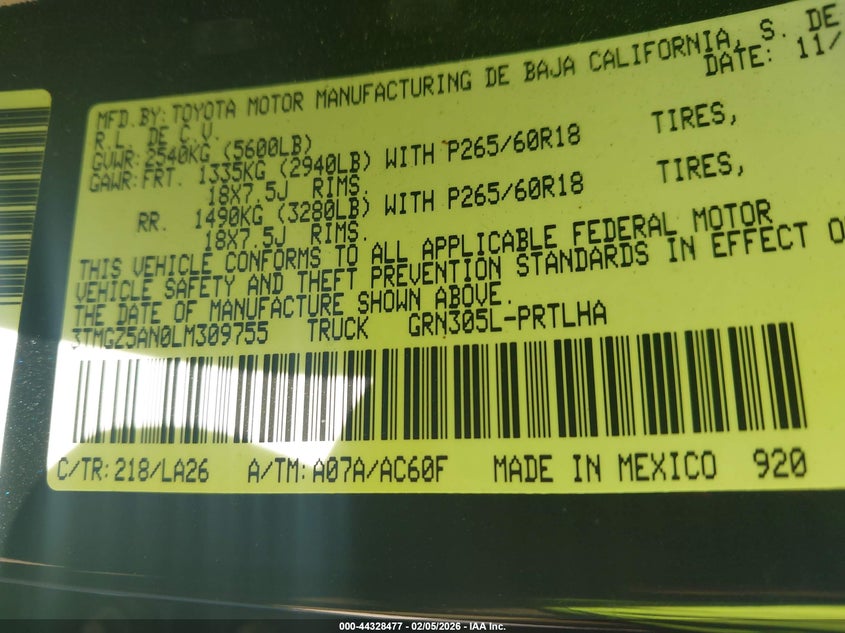 MFD.BY:TOYOTA MOTOR MANUFACTURING DE BAJA CALIFORNIA, S. DE
R.L. DE C.V. DATE: 11/
GVWR:2540KG (5600LB)
GAWR:FRT. 1335KG (2940LB) WITH P265/60R18 TIRES,
18X7.5J RIMS.
RR. 1490KG (3280LB) WITH P265/60R18 TIRES,
18X7.5J RIMS.
THIS VEHICLE CONFORMS TO ALL APPLICABLE FEDERAL MOTOR
VEHICLE SAFETY AND THEFT PREVENTION STANDARDS IN EFFECT O
THE DATE OF MANUFACTURE SHOWN ABOVE.
3TMGZ5AN0LM309755 TRUCK GRN305L-PRTLHA
C/TR:218/LA26 A/TM:A07A/AC60F MADE IN MEXICO 920
000-44328477 - 02/05/2026 - IAA Inc.